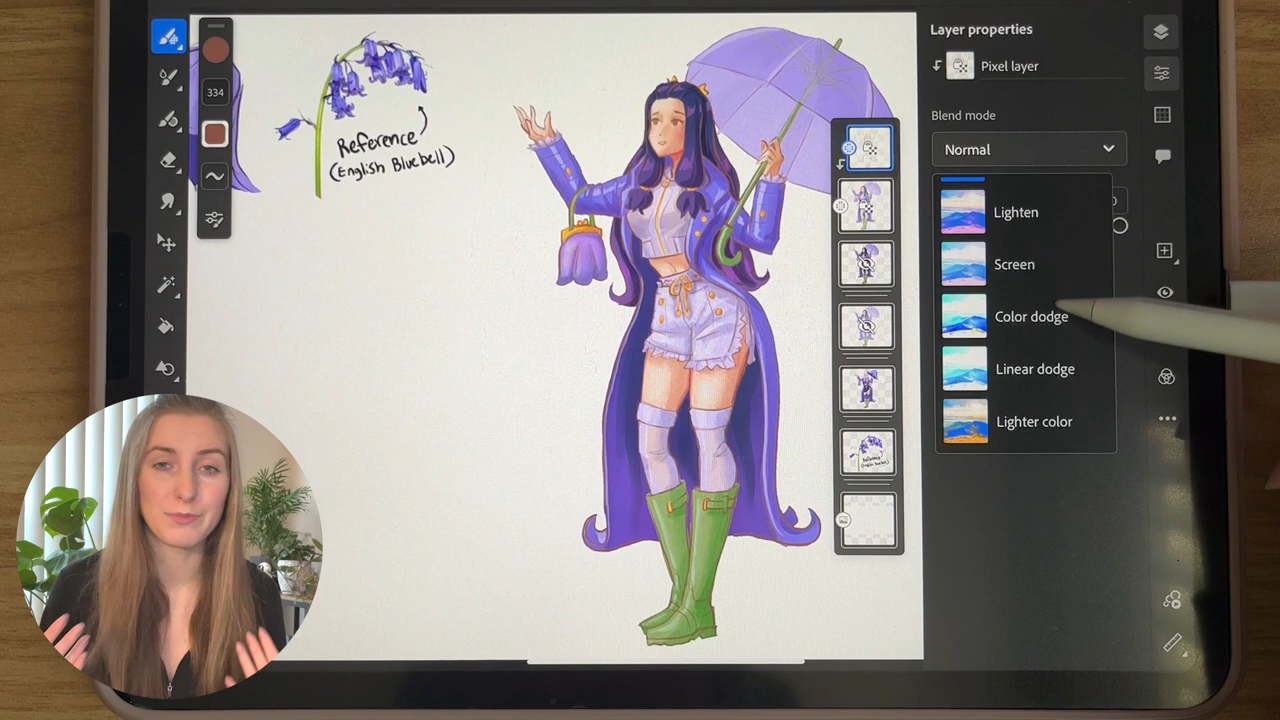 334
Reference
(English Bluebell)
Layer properties
Pixel layer
Blend mode
Normal
Lighten
Screen
Color dodge
Linear dodge
Lighter color